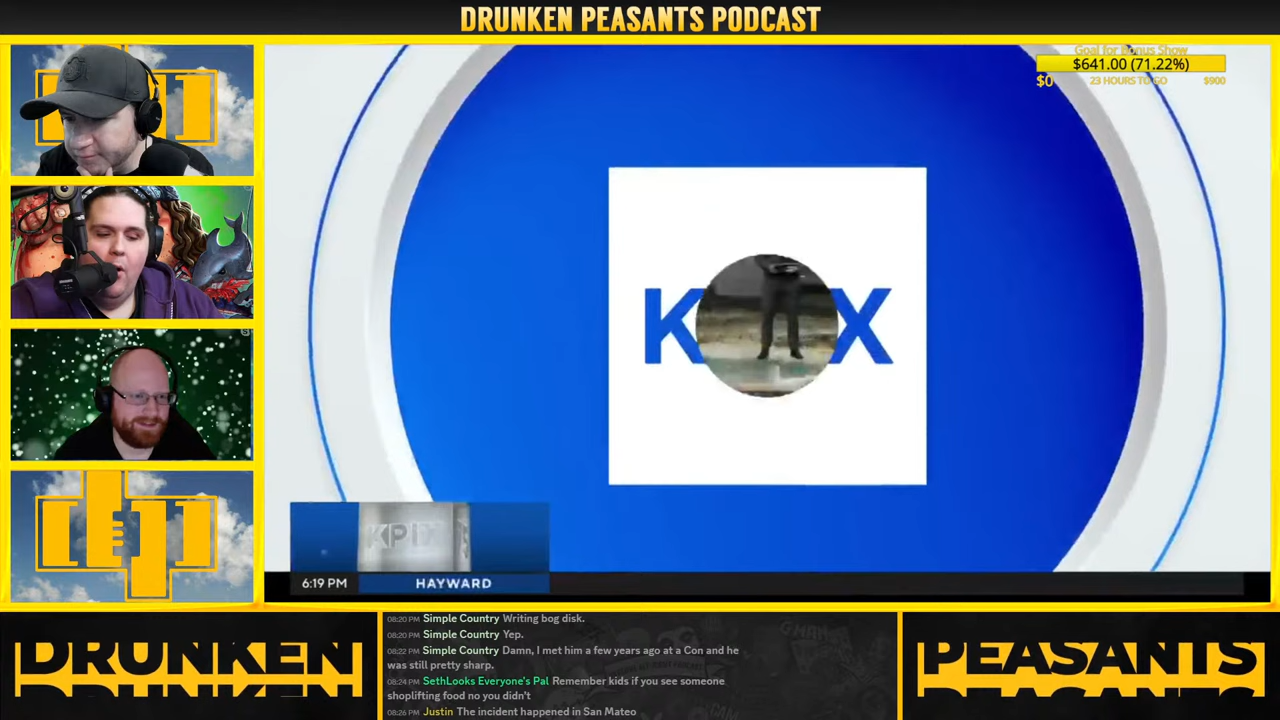 DRUNKEN PEASANTS PODCAST
Goal for Bonus Show
$641.00 (71.22%)
$0 23 HOURS TO GO $900
K X
KPIX
6:19 PM HAYWARD
08:20 PM Simple Country Writing bog disk.
08:20 PM Simple Country Yep.
08:22 PM Simple Country Damn, I met him a few years ago at a Con and he
was still pretty sharp.
08:24 PM SethLooks Everyone's Pal Remember kids if you see someone
shoplifting food no you didn't
08:26 PM Justin The incident happened in San Mateo
DRUNKEN
PEASANTS